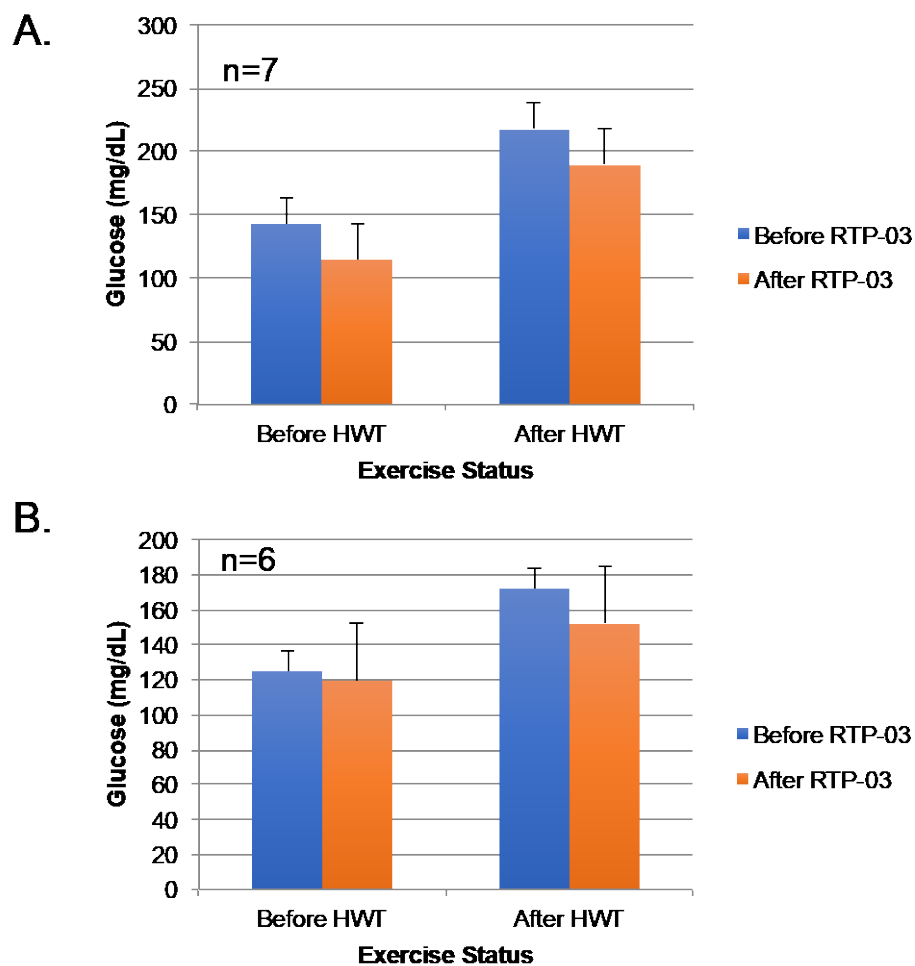 A.
300
n=7
250
200
150
100
50
0
Glucose (mg/dL)
Before HWT After HWT
Exercise Status
Before RTP-03
After RTP-03
B.
200
n=6
180
160
140
120
100
80
60
40
20
0
Glucose (mg/dL)
Before HWT After HWT
Exercise Status
Before RTP-03
After RTP-03